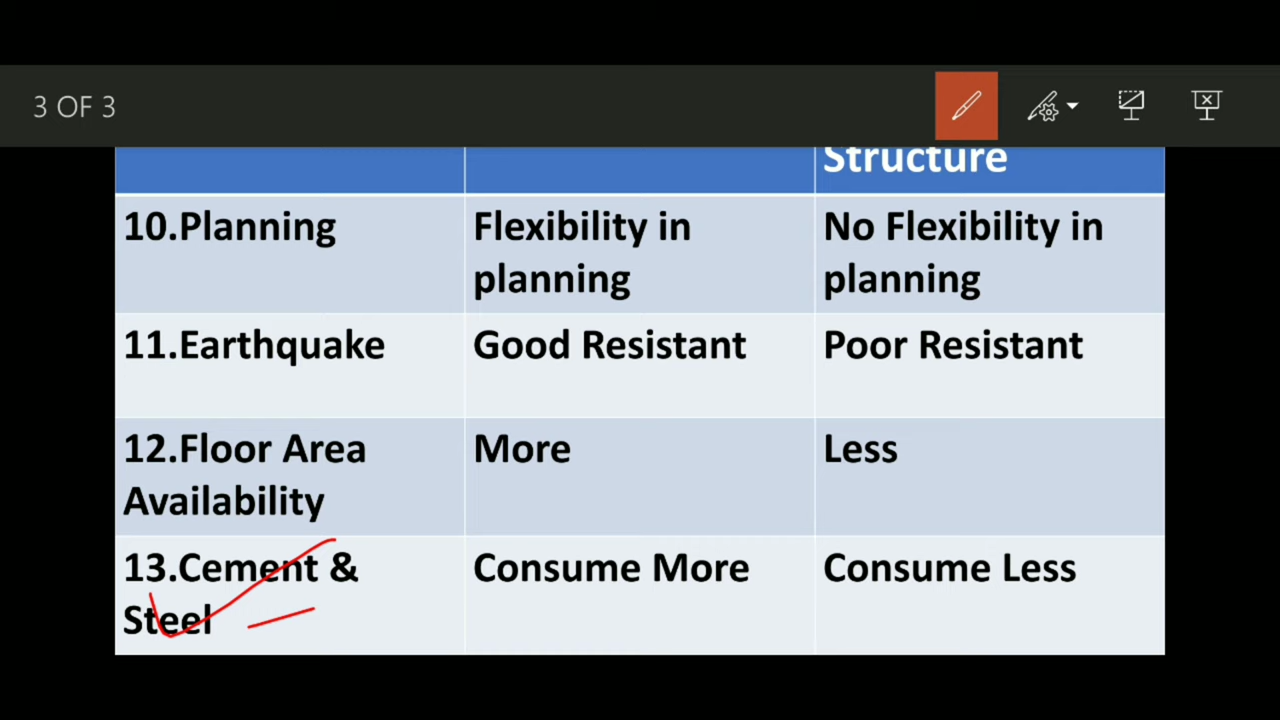 3 OF 3
Structure
10.Planning
Flexibility in
planning
No Flexibility in
planning
11.Earthquake
Good Resistant
Poor Resistant
12.Floor Area
Availability
More
Less
13.Cement &
Steel
Consume More
Consume Less